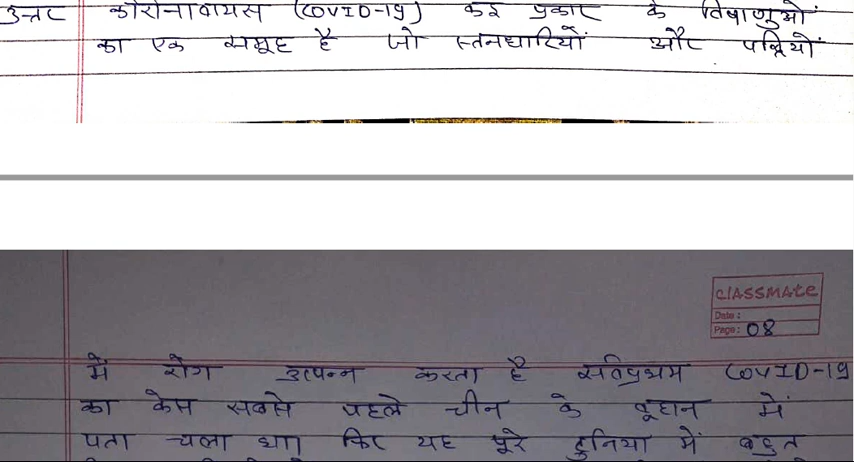 उत्तर कोरोनावायस (COVID-19) कई प्रकार के विषाणुओं
का एक समूह है जो स्तनधारियों और पक्षियों
CLASSMATE
Date :
Page : 08
में रोग उत्पन्न करता है सर्वप्रथम COVID-19
का केस सबसे पहले चीन के वूहान में
पता चला था। फिर यह पूरे दुनिया में बहुत